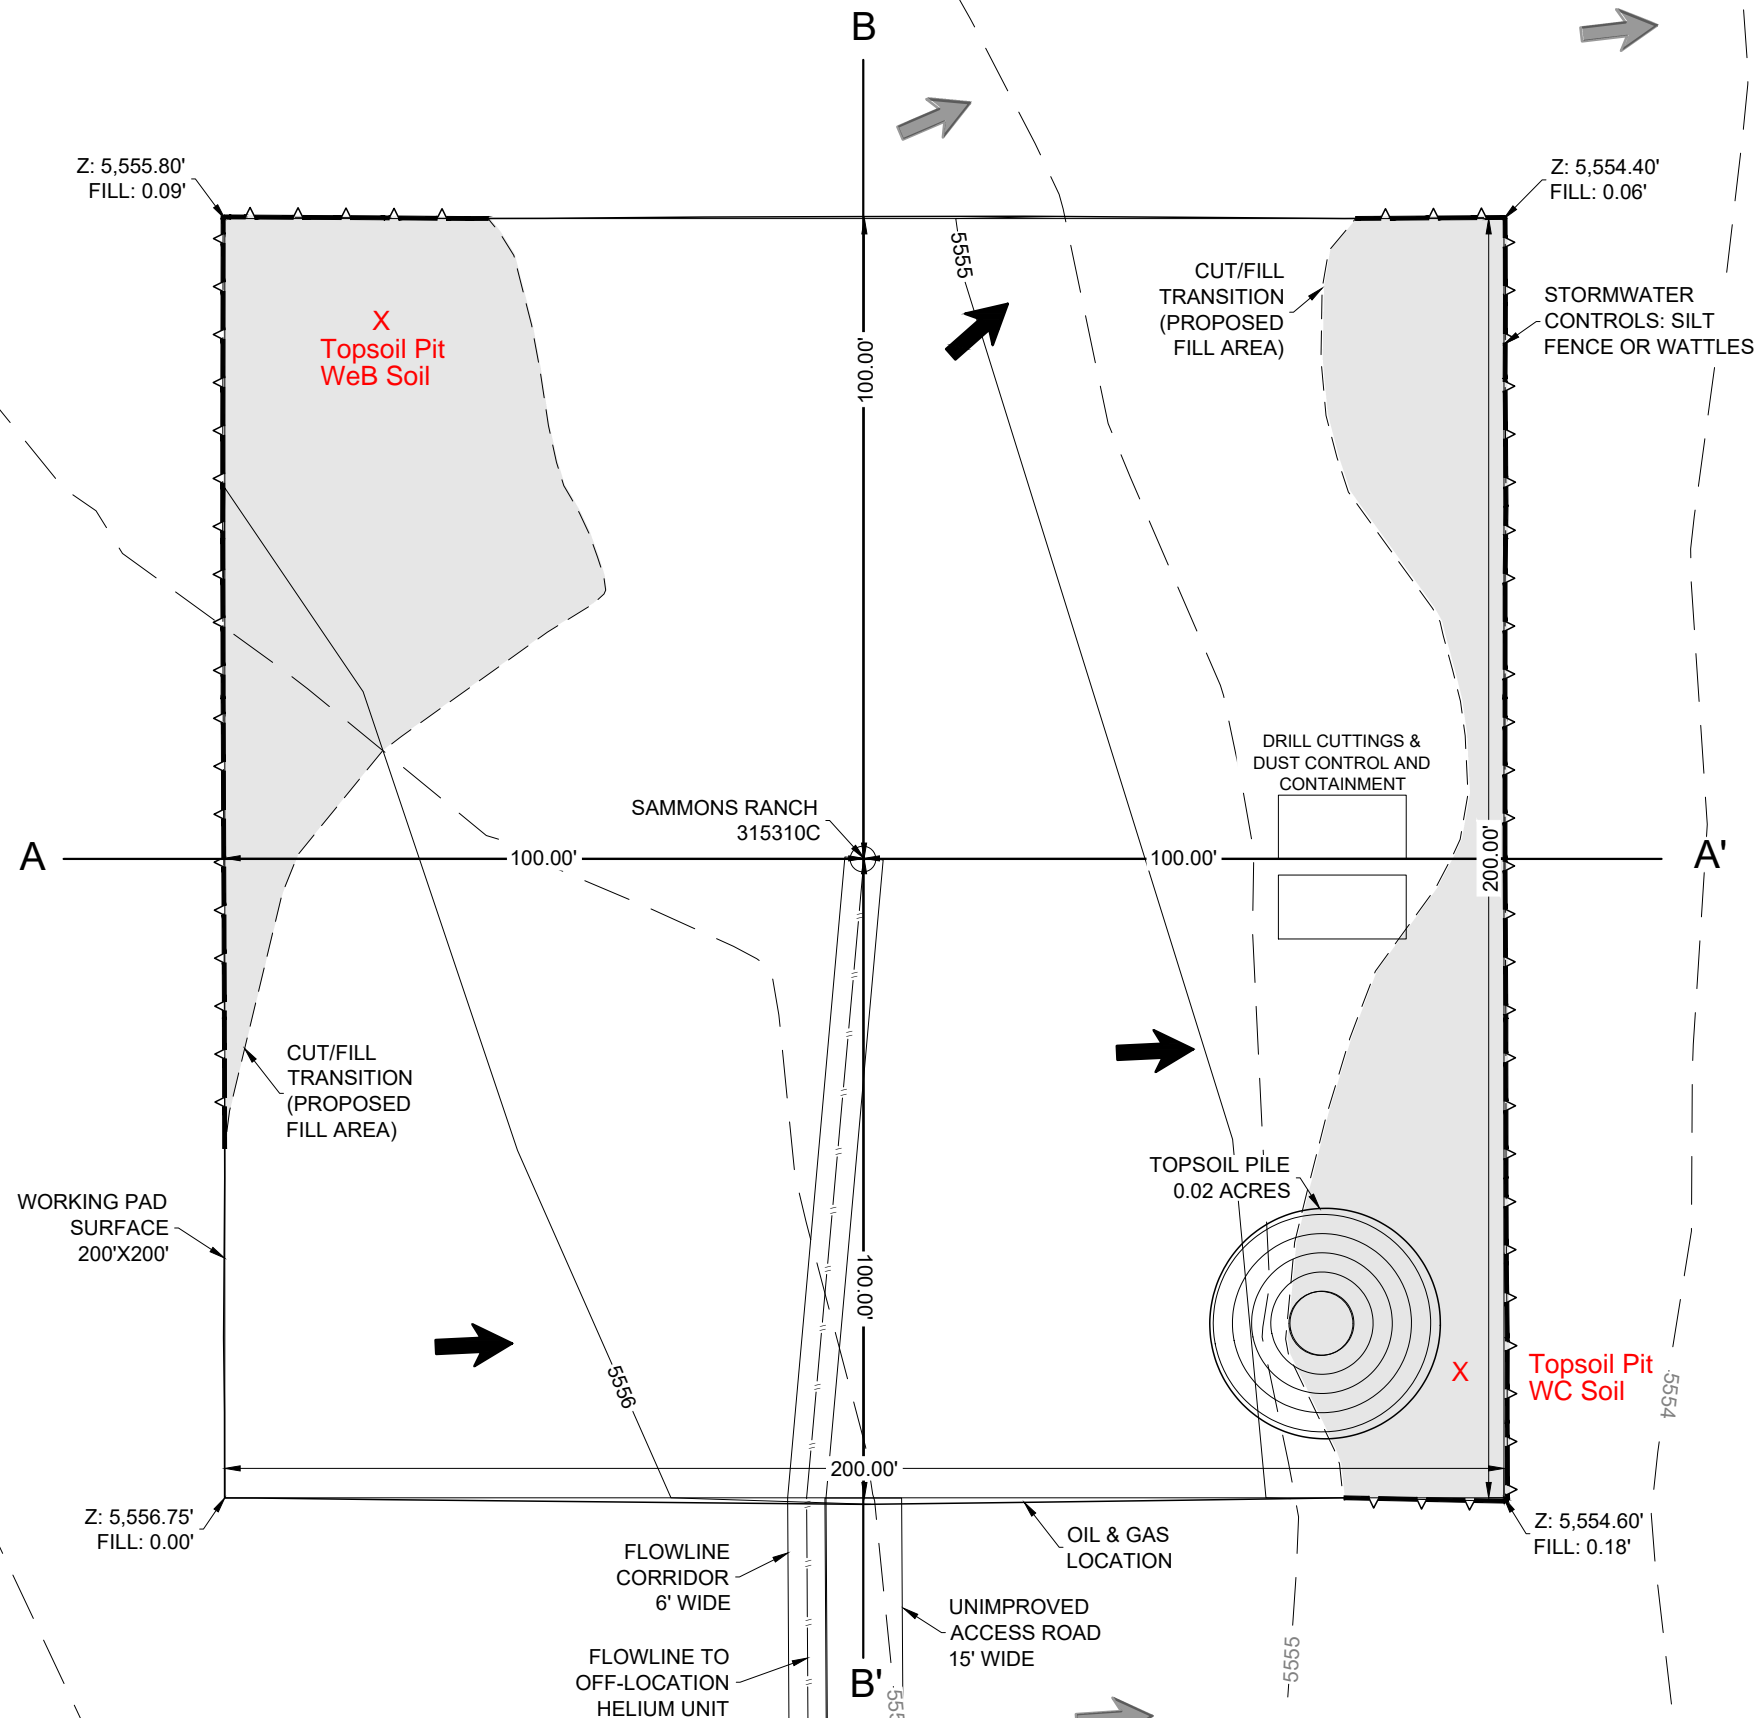 B
Z: 5,555.80'
FILL: 0.09'
Z: 5,554.40'
FILL: 0.06'
5555
CUT/FILL
TRANSITION
(PROPOSED
FILL AREA)
STORMWATER
CONTROLS: SILT
FENCE OR WATTLES
X
Topsoil Pit
WeB Soil
100.00'
DRILL CUTTINGS &
DUST CONTROL AND
CONTAINMENT
SAMMONS RANCH
315310C
A
100.00'
100.00'
200.00'
A'
CUT/FILL
TRANSITION
(PROPOSED
FILL AREA)
TOPSOIL PILE
0.02 ACRES
WORKING PAD
SURFACE
200'X200'
100.00'
5556
X
Topsoil Pit
WC Soil
5554
200.00'
Z: 5,556.75'
FILL: 0.00'
Z: 5,554.60'
FILL: 0.18'
OIL & GAS
LOCATION
FLOWLINE
CORRIDOR
6' WIDE
UNIMPROVED
ACCESS ROAD
15' WIDE
FLOWLINE TO
OFF-LOCATION
HELIUM UNIT
B'
5555